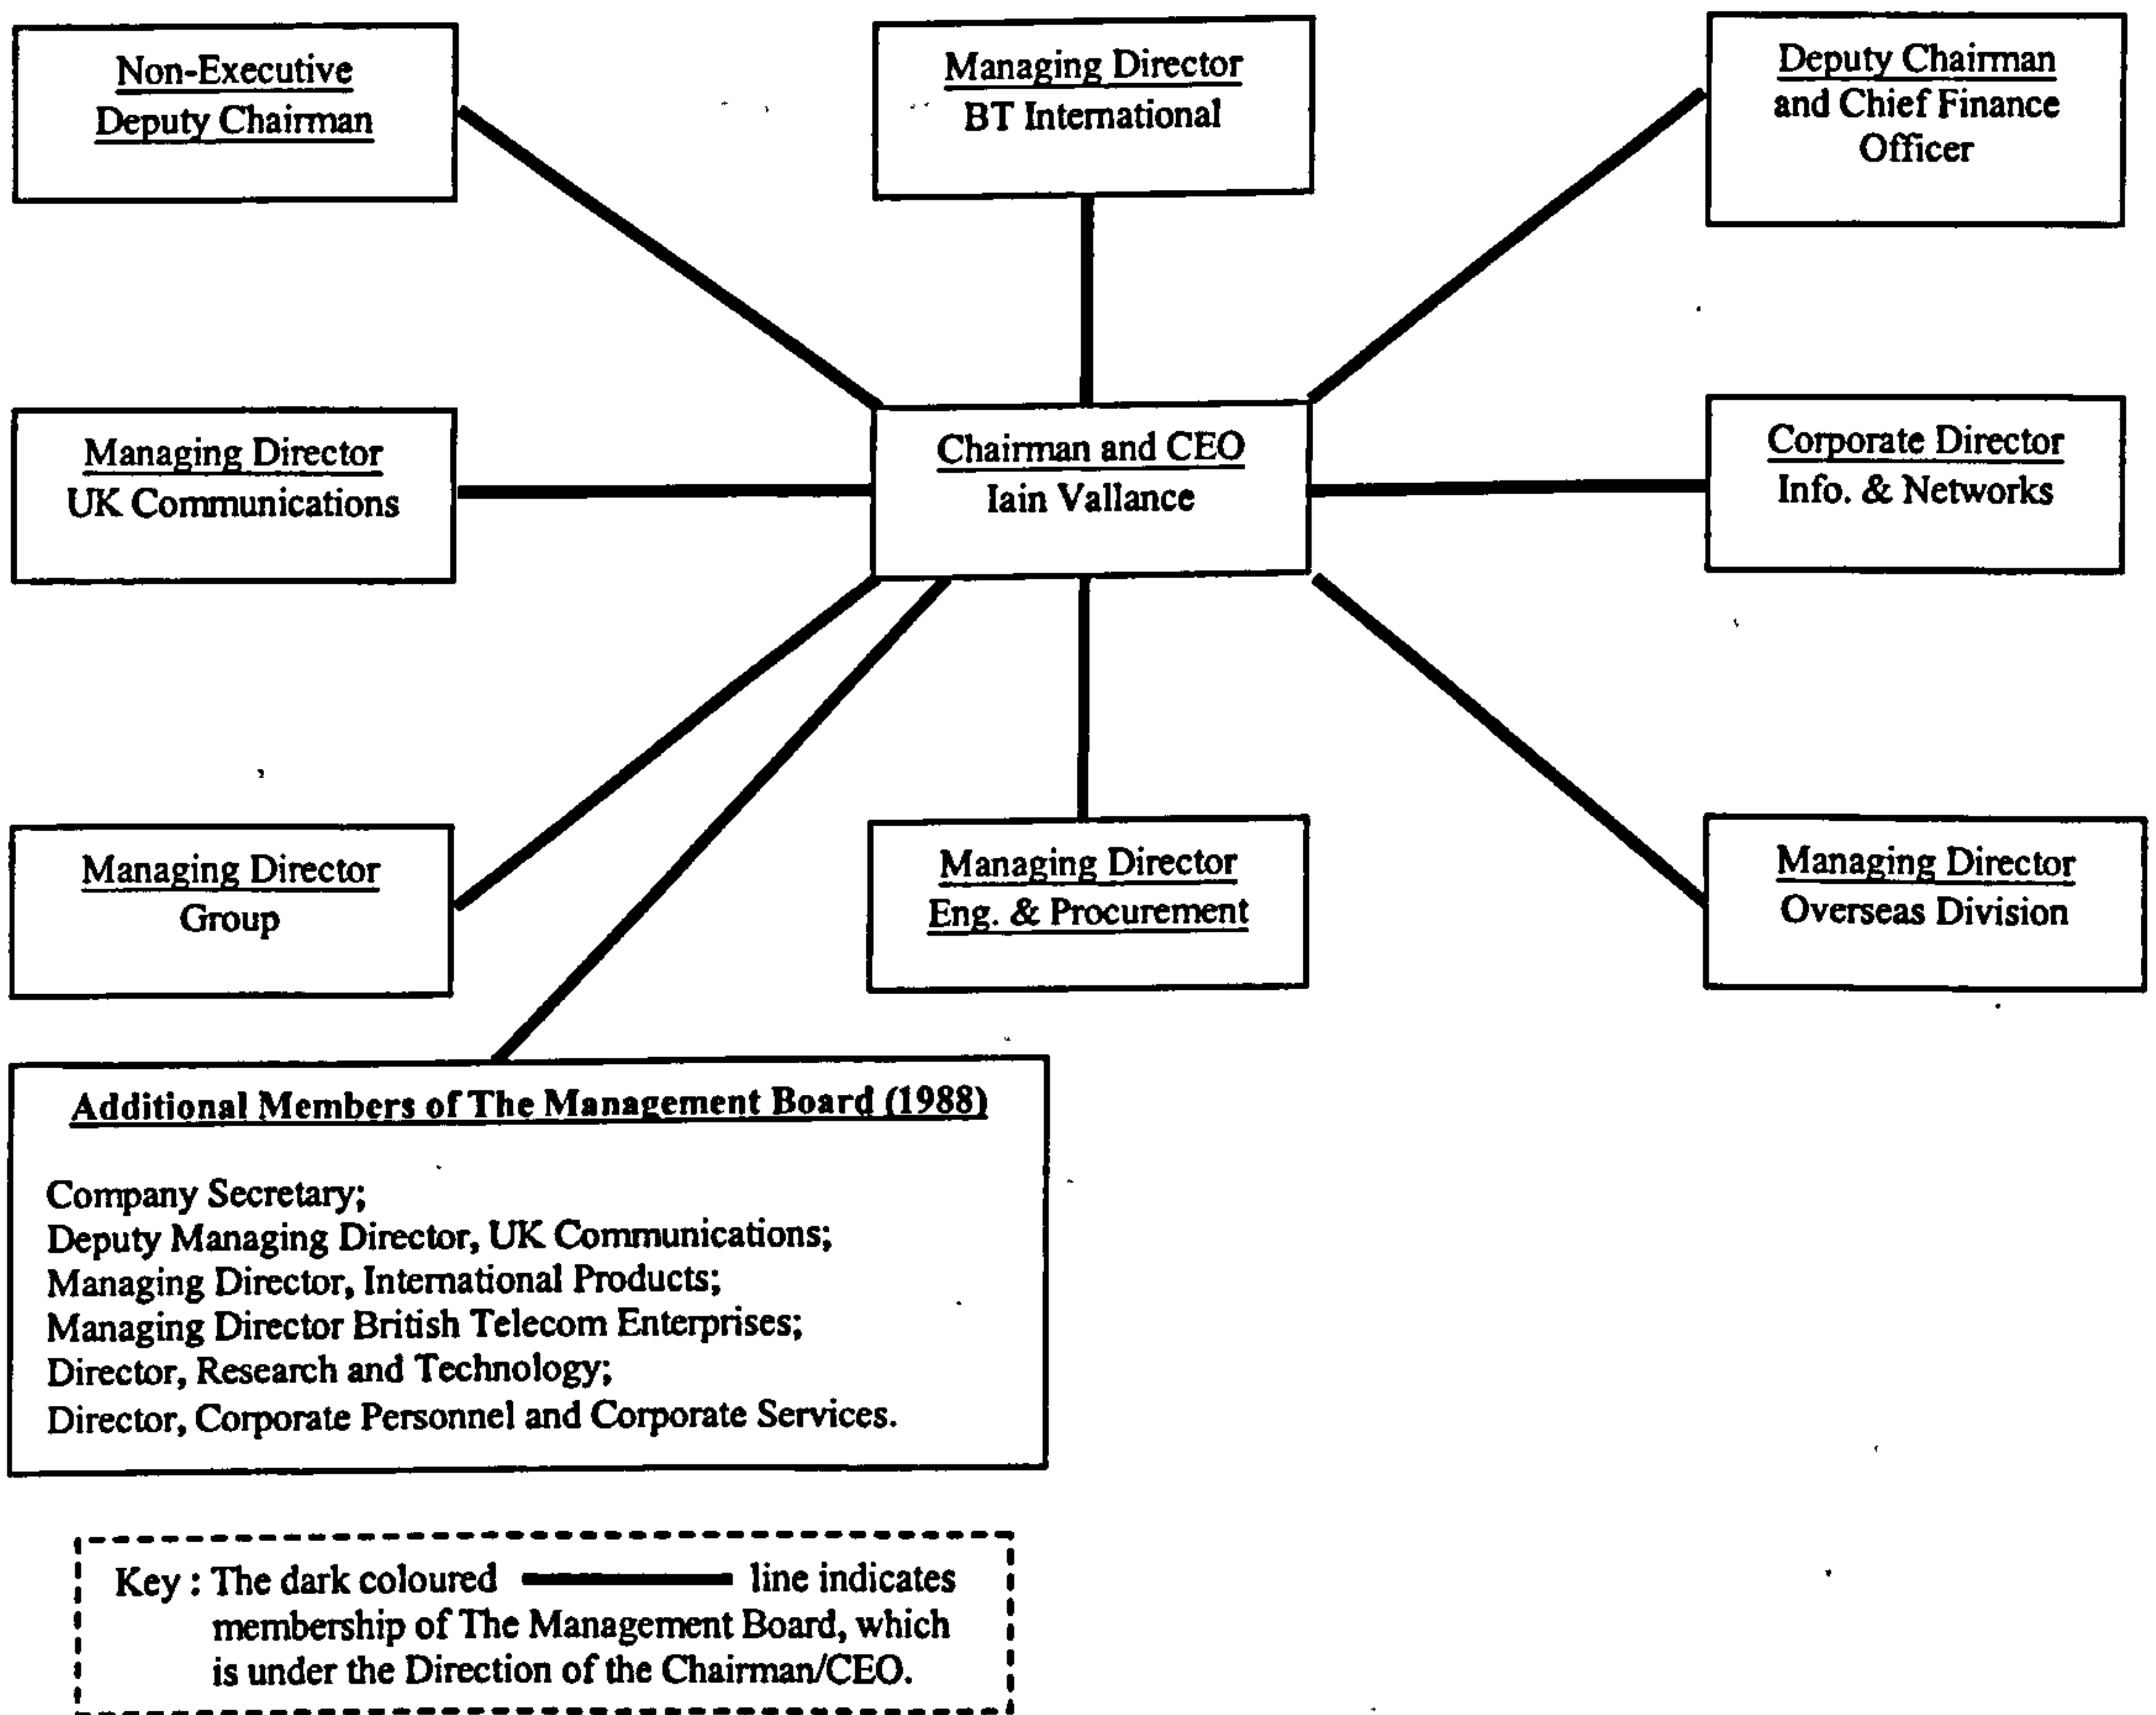 Non-Executive
Deputy Chairman
Managing Director
BT International
Deputy Chairman
and Chief Finance
Officer
Managing Director
UK Communications
Chairman and CEO
Iain Vallance
Corporate Director
Info. & Networks
Managing Director
Group
Managing Director
Eng. & Procurement
Managing Director
Overseas Division
Additional Members of The Management Board (1988)
Company Secretary;
Deputy Managing Director, UK Communications;
Managing Director, International Products;
Managing Director British Telecom Enterprises;
Director, Research and Technology;
Director, Corporate Personnel and Corporate Services.
Key : The dark coloured line indicates
membership of The Management Board, which
is under the Direction of the Chairman/CEO.